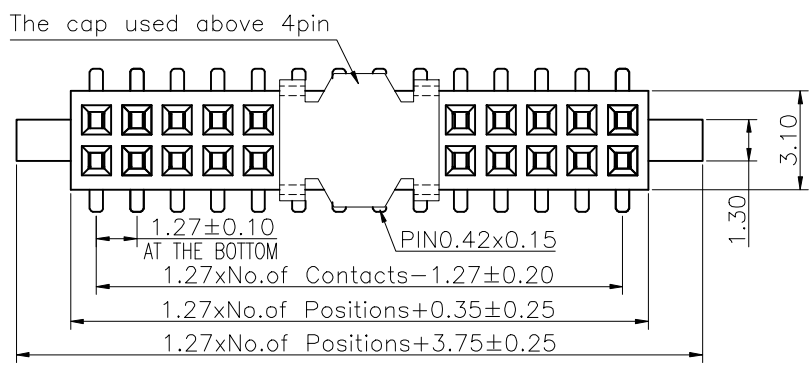 The cap used above 4pin
3.10
1.30
1.27±0.10
AT THE BOTTOM
PIN0.42x0.15
1.27xNo.of Contacts-1.27±0.20
1.27xNo.of Positions+0.35±0.25
1.27xNo.of Positions+3.75±0.25